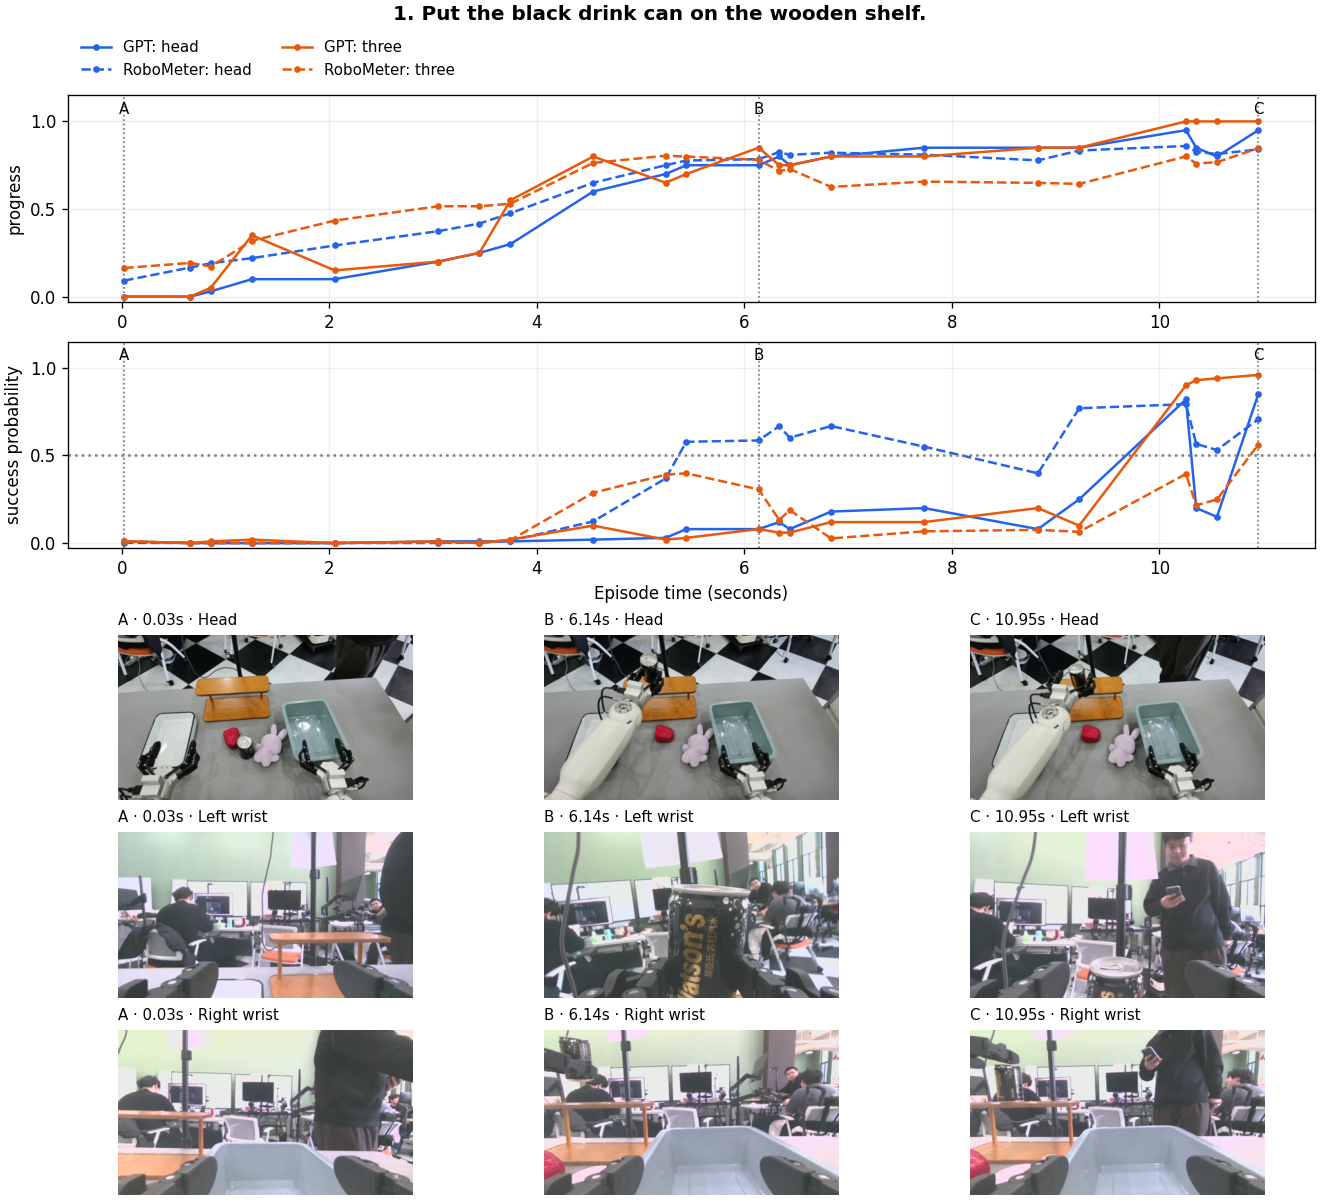 1. Put the black drink can on the wooden shelf.
GPT: head
RoboMeter: head
GPT: three
RoboMeter: three
progress
1.0
0.5
0.0
A
B
C
0
2
4
6
8
10
success probability
1.0
0.5
0.0
A
B
C
0
2
4
6
8
10
Episode time (seconds)
A · 0.03s · Head
B · 6.14s · Head
C · 10.95s · Head
A · 0.03s · Left wrist
B · 6.14s · Left wrist
C · 10.95s · Left wrist
atson's
A · 0.03s · Right wrist
B · 6.14s · Right wrist
C · 10.95s · Right wrist